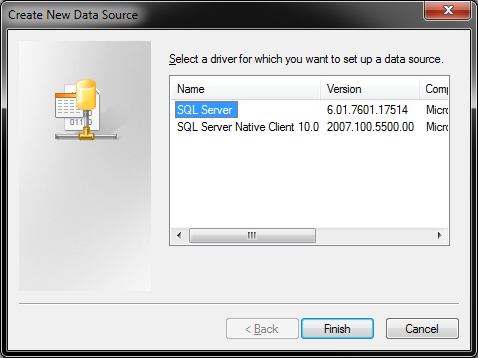 Create New Data Source
Select a driver for which you want to set up a data source.
Name Version Com
SQL Server 6.01.7601.17514 Micro
SQL Server Native Client 10.0 2007.100.5500.00 Micro
< Back Finish Cancel